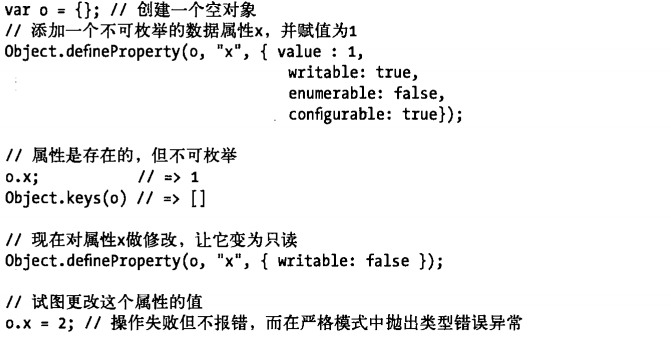 var o = {}; // 创建一个空对象
// 添加一个不可枚举的数据属性x，并赋值为1
Object.defineProperty(o, "x", { value : 1,
writable: true,
enumerable: false,
configurable: true});
// 属性是存在的，但不可枚举
o.x; // => 1
Object.keys(o) // => []
// 现在对属性x做修改，让它变为只读
Object.defineProperty(o, "x", { writable: false });
// 试图更改这个属性的值
o.x = 2; // 操作失败但不报错，而在严格模式中抛出类型错误异常